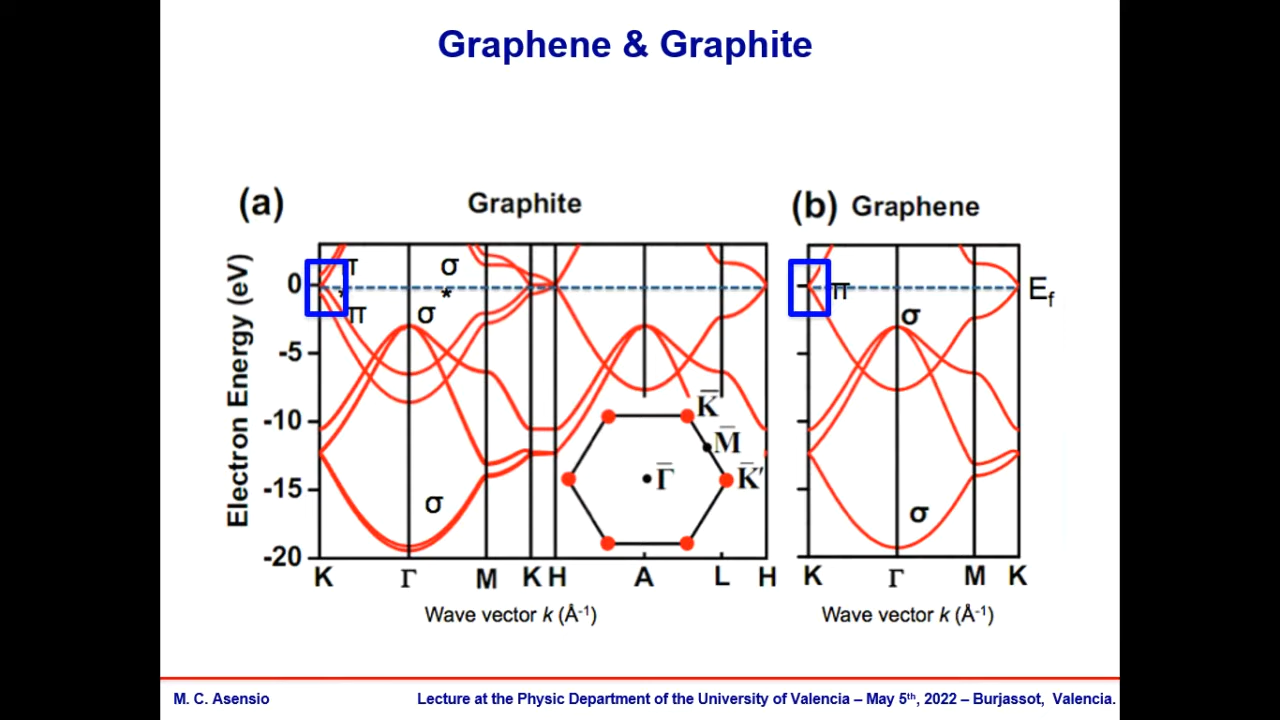 Graphene & Graphite
(a) Graphite
(b) Graphene
Electron Energy (eV)
0
-5
-10
-15
-20
π
*
π
σ
*
σ
σ
K Γ M K H A L H
Wave vector k (Å⁻¹)
K̅
M̅
Γ̅
K̅'
π
σ
σ
E_f
K Γ M K
Wave vector k (Å⁻¹)
M. C. Asensio
Lecture at the Physic Department of the University of Valencia – May 5th, 2022 – Burjassot, Valencia.